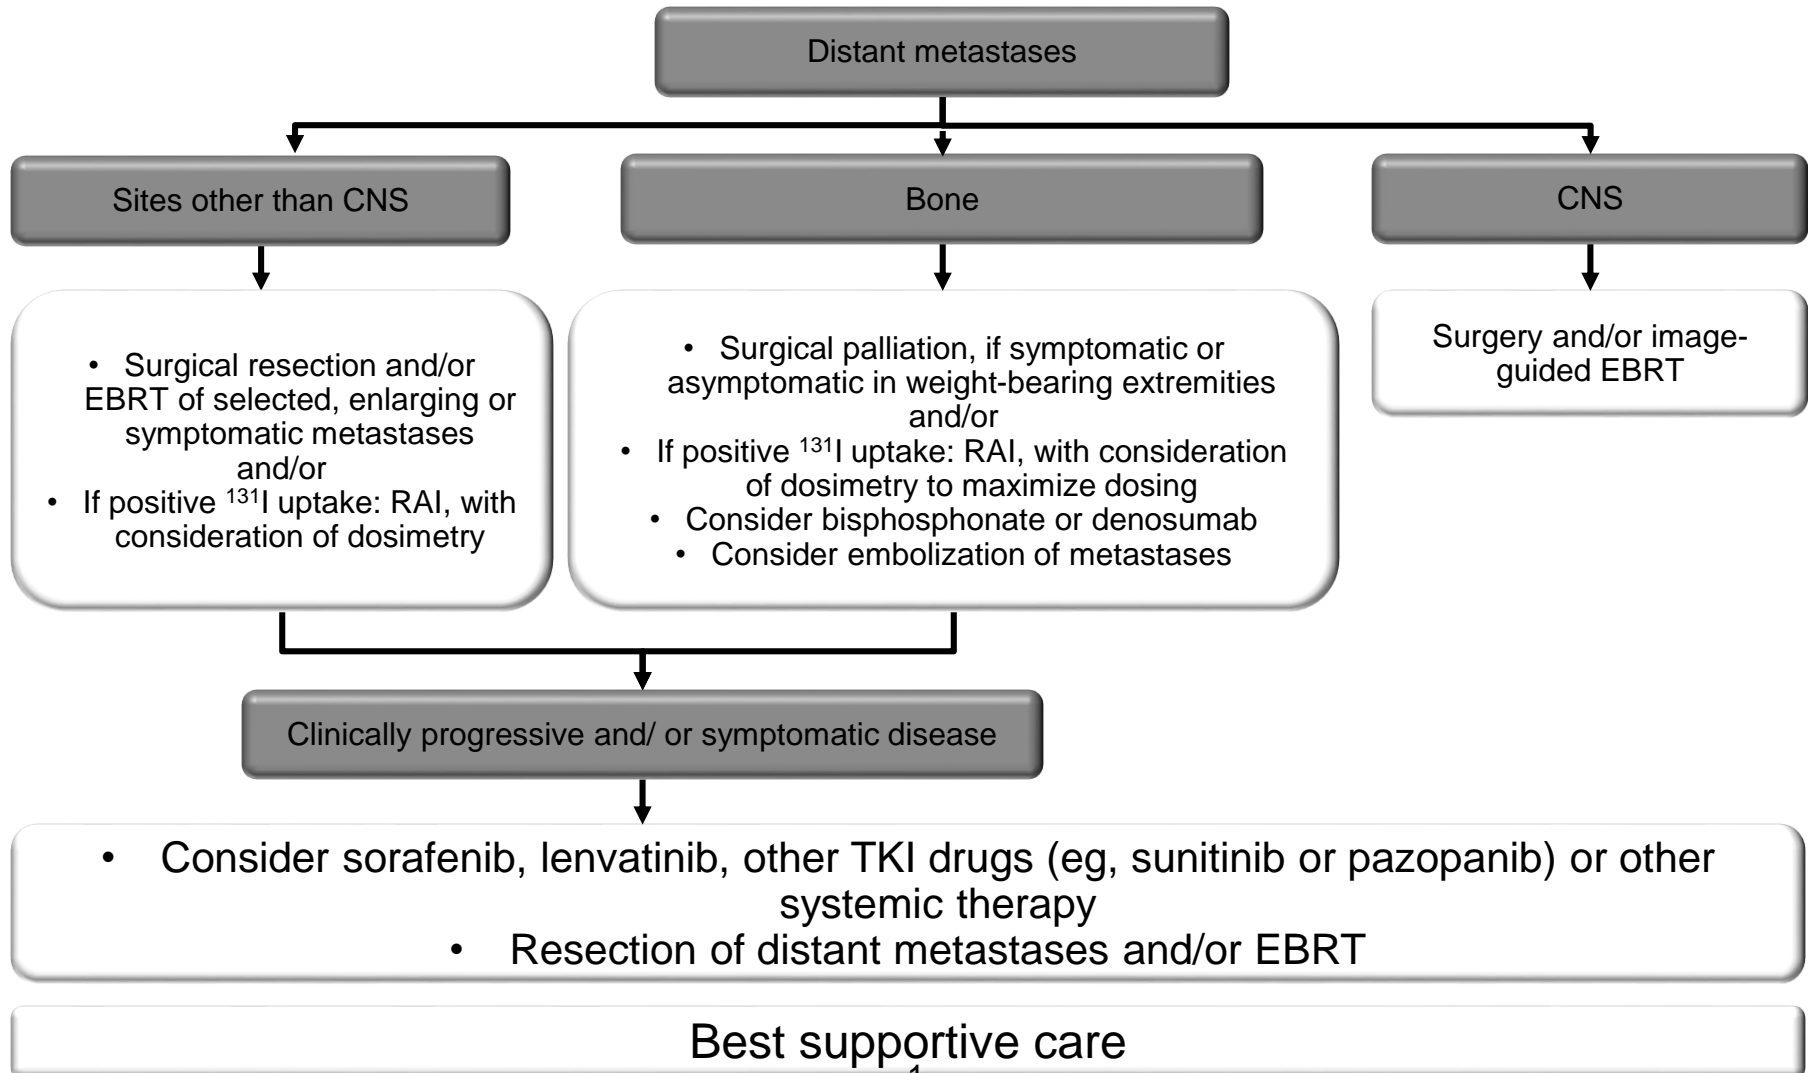 Distant metastases
Sites other than CNS
Bone
CNS
• Surgical resection and/or
EBRT of selected, enlarging or
symptomatic metastases
and/or
• If positive ¹³¹I uptake: RAI, with
consideration of dosimetry
• Surgical palliation, if symptomatic or
asymptomatic in weight-bearing extremities
and/or
• If positive ¹³¹I uptake: RAI, with consideration
of dosimetry to maximize dosing
• Consider bisphosphonate or denosumab
• Consider embolization of metastases
Surgery and/or image-
guided EBRT
Clinically progressive and/ or symptomatic disease
• Consider sorafenib, lenvatinib, other TKI drugs (eg, sunitinib or pazopanib) or other
systemic therapy
• Resection of distant metastases and/or EBRT
Best supportive care
1